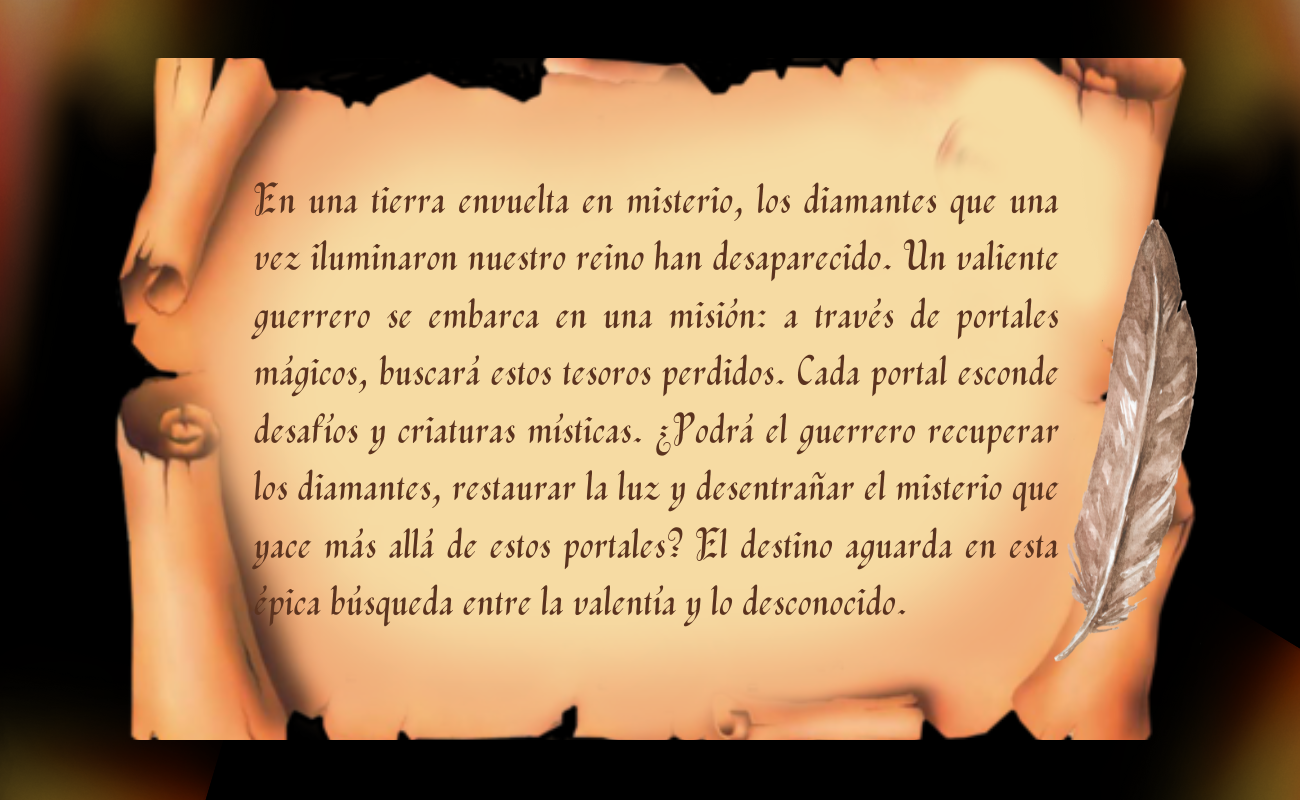 En una tierra envuelta en misterio, los diamantes que una
vez iluminaron nuestro reino han desaparecido. Un valiente
guerrero se embarca en una misión: a través de portales
mágicos, buscará estos tesoros perdidos. Cada portal esconde
desafíos y criaturas místicas. ¿Podrá el guerrero recuperar
los diamantes, restaurar la luz y desentrañar el misterio que
yace más allá de estos portales? El destino aguarda en esta
épica búsqueda entre la valentía y lo desconocido.